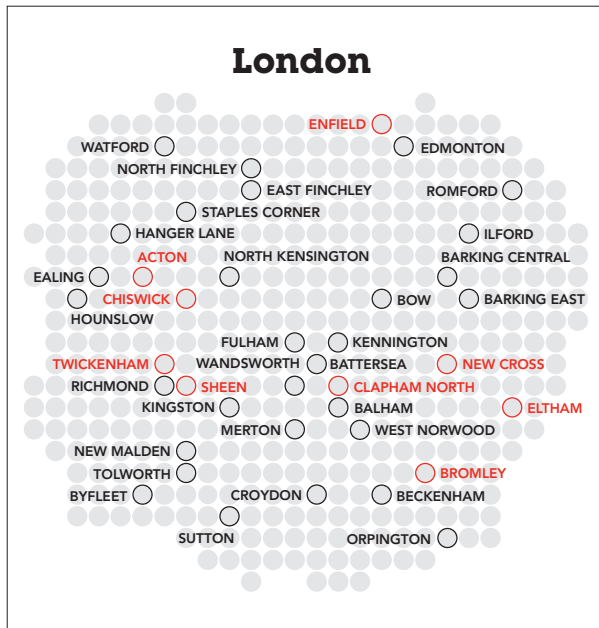 London
ENFIELD
WATFORD
EDMONTON
NORTH FINCHLEY
EAST FINCHLEY
ROMFORD
STAPLES CORNER
HANGER LANE
ILFORD
ACTON
NORTH KENSINGTON
BARKING CENTRAL
EALING
CHISWICK
BOW
BARKING EAST
HOUNSLOW
FULHAM
KENNINGTON
TWICKENHAM
WANDSWORTH
BATTERSEA
NEW CROSS
RICHMOND
SHEEN
CLAPHAM NORTH
KINGSTON
BALHAM
ELTHAM
MERTON
WEST NORWOOD
NEW MALDEN
TOLWORTH
BROMLEY
BYFLEET
CROYDON
BECKENHAM
SUTTON
ORPINGTON